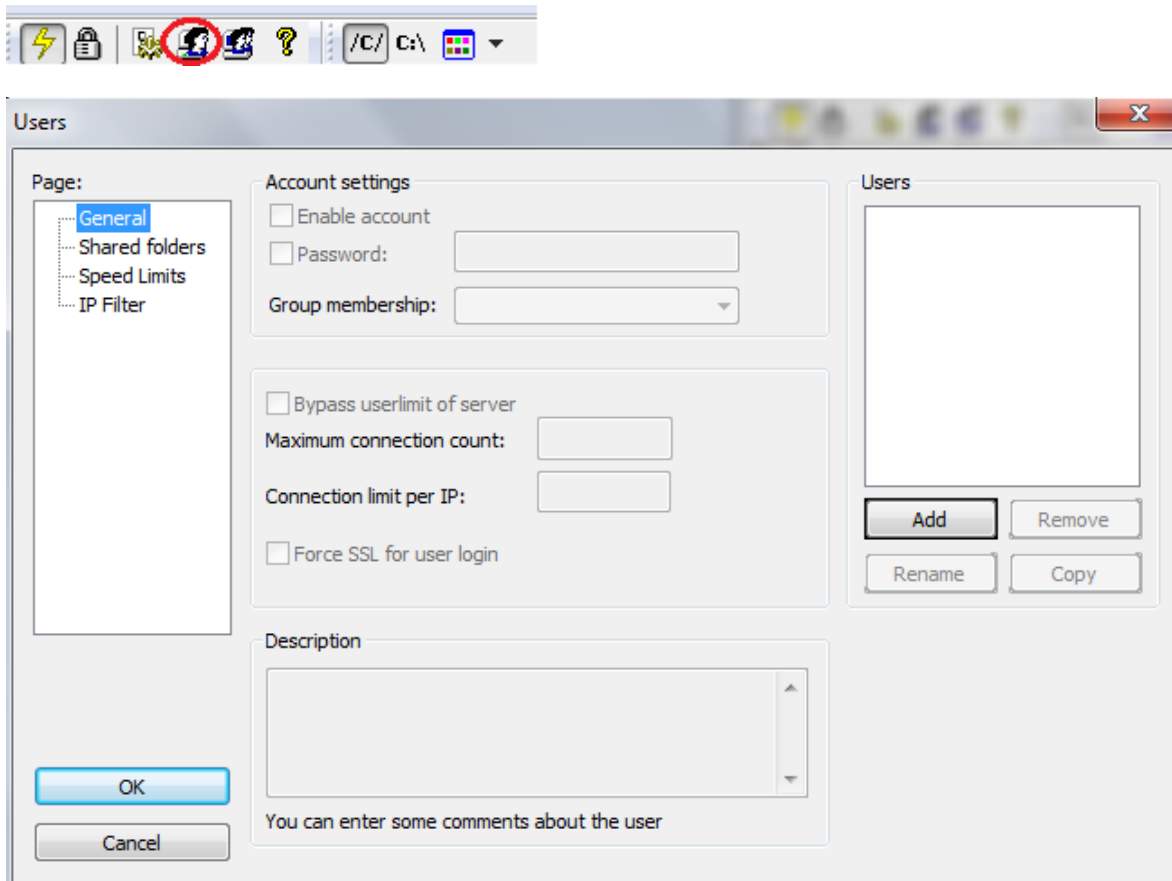 /C/ C:\
Users
Page:
General
Shared folders
Speed Limits
IP Filter
Account settings
Enable account
Password:
Group membership:
Bypass userlimit of server
Maximum connection count:
Connection limit per IP:
Force SSL for user login
Description
You can enter some comments about the user
Users
Add Remove
Rename Copy
OK
Cancel